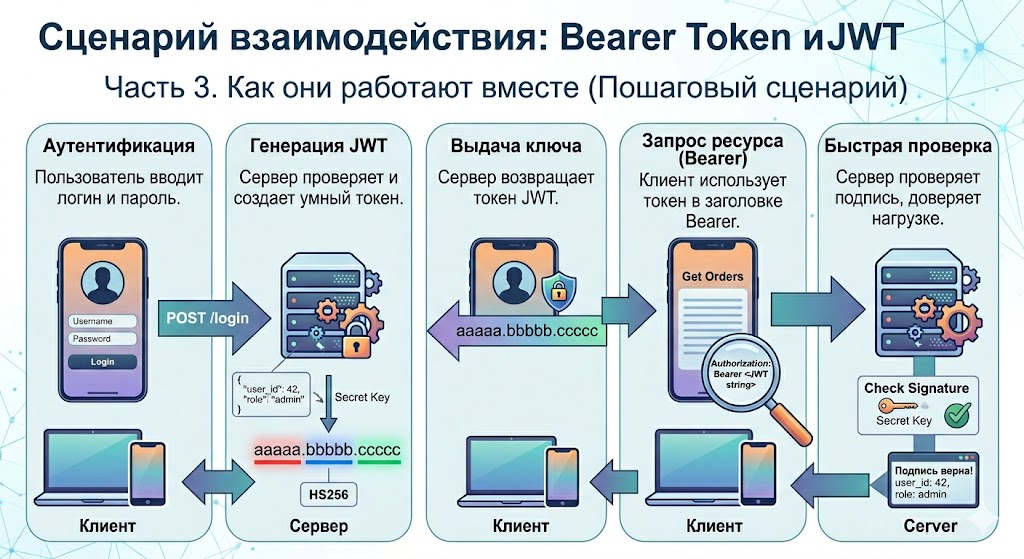 Сценарий взаимодействия: Bearer Token иJWT
Часть 3. Как они работают вместе (Пошаговый сценарий)
Аутентификация
Пользователь вводит
логин и пароль.
Username
Password
Login
POST /login
Клиент
Генерация JWT
Сервер проверяет и
создает умный токен.
{
"user_id": 42,
"role": "admin"
}
Secret Key
aaaaa.bbbbb.ccccc
HS256
Сервер
Выдача ключа
Сервер возвращает
токен JWT.
aaaaa.bbbbb.ccccc
Клиент
Запрос ресурса
(Bearer)
Клиент использует
токен в заголовке
Bearer.
Get Orders
Authorization:
Bearer <JWT
string>
Клиент
Быстрая проверка
Сервер проверяет
подпись, доверяет
нагрузке.
Check Signature
Secret Key
Подпись верна!
user_id: 42,
role: admin
Cервер